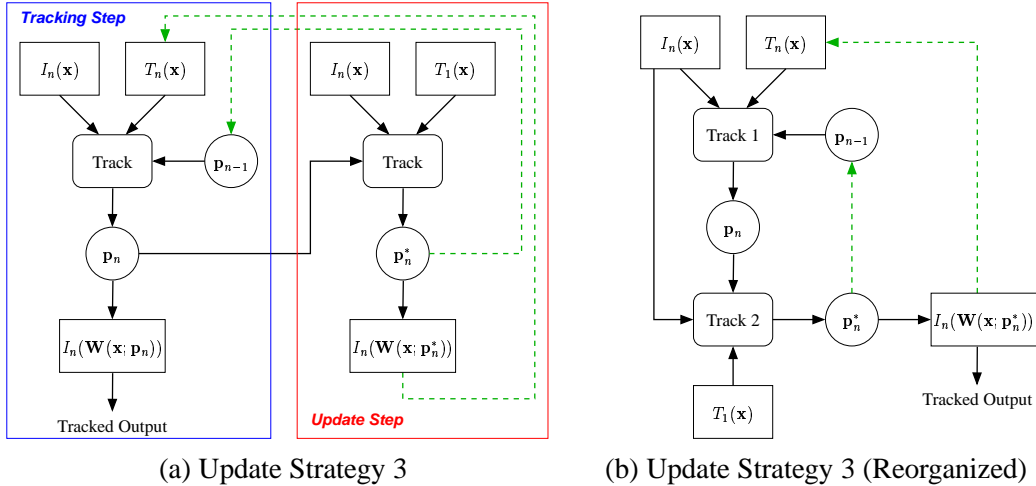 Tracking Step
I_n(x)
T_n(x)
Track
p_{n−1}
p_n
I_n(W(x; p_n))
Tracked Output
I_n(x)
T_1(x)
Track
p_n^*
I_n(W(x; p_n^*))
Update Step
(a) Update Strategy 3
I_n(x)
T_n(x)
Track 1
p_{n−1}
p_n
Track 2
p_n^*
I_n(W(x; p_n^*))
T_1(x)
Tracked Output
(b) Update Strategy 3 (Reorganized)